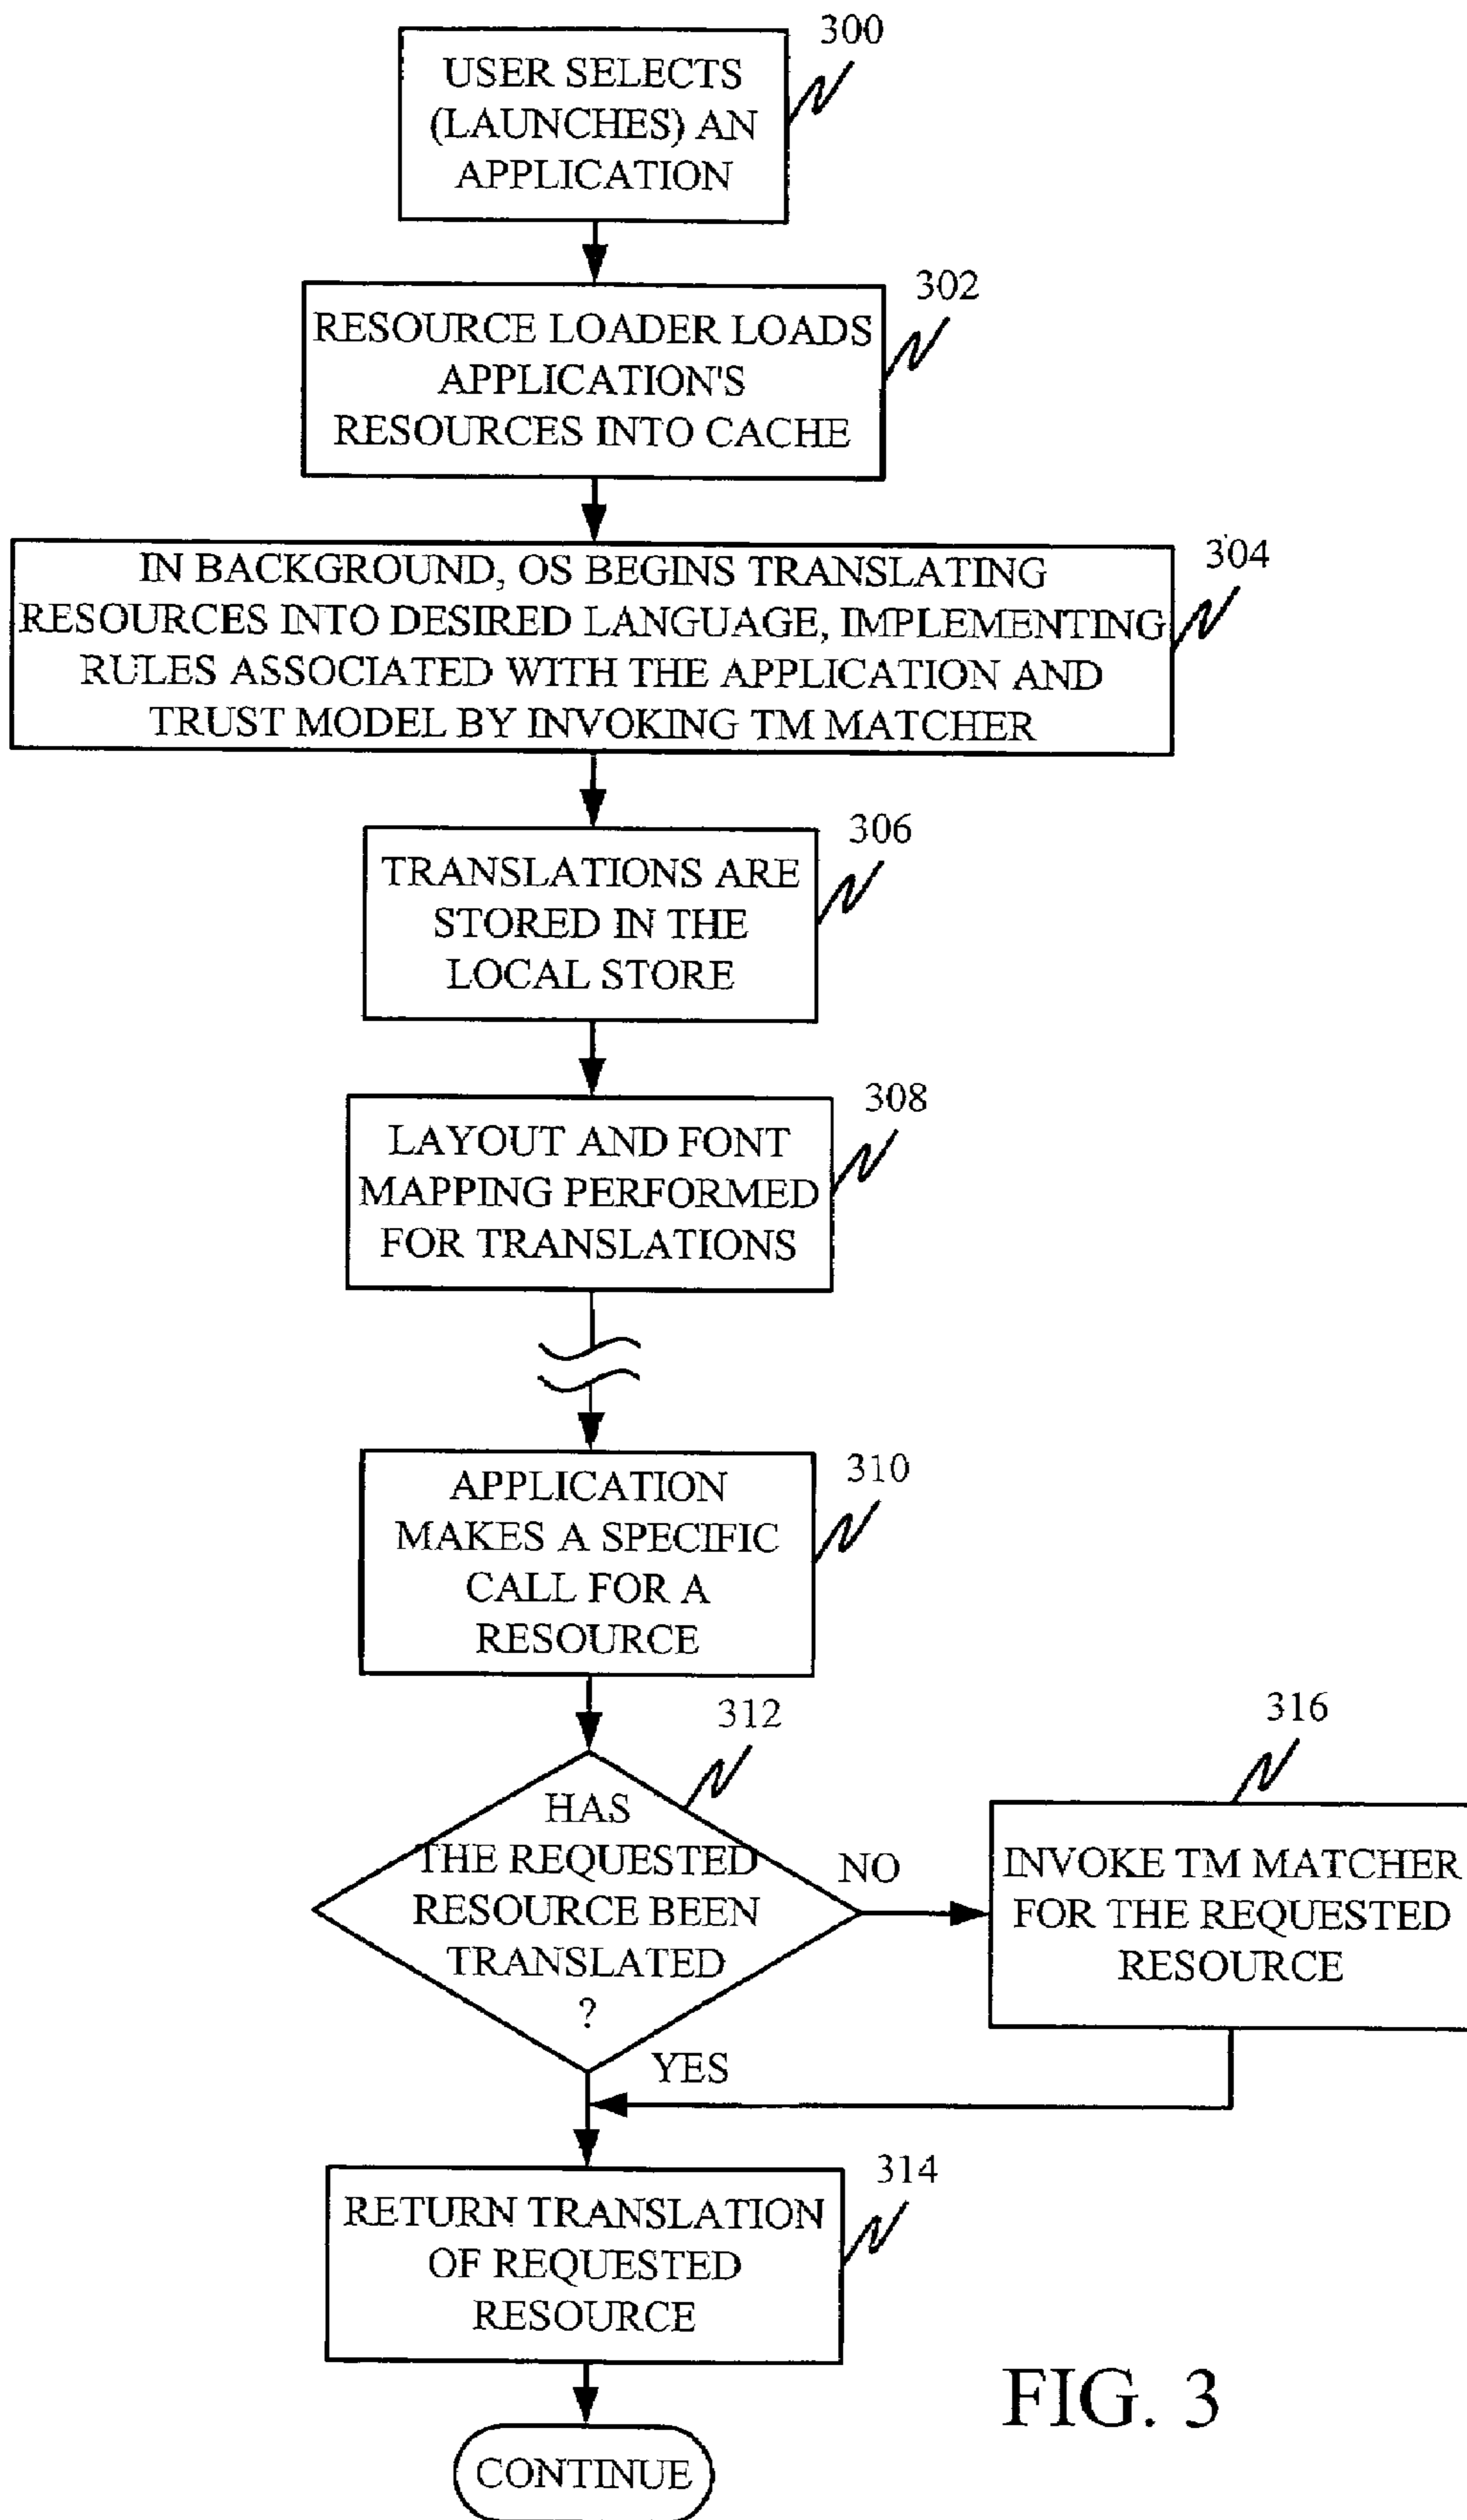 300
USER SELECTS
(LAUNCHES) AN
APPLICATION
302
RESOURCE LOADER LOADS
APPLICATION'S
RESOURCES INTO CACHE
304
IN BACKGROUND, OS BEGINS TRANSLATING
RESOURCES INTO DESIRED LANGUAGE, IMPLEMENTING
RULES ASSOCIATED WITH THE APPLICATION AND
TRUST MODEL BY INVOKING TM MATCHER
306
TRANSLATIONS ARE
STORED IN THE
LOCAL STORE
308
LAYOUT AND FONT
MAPPING PERFORMED
FOR TRANSLATIONS
310
APPLICATION
MAKES A SPECIFIC
CALL FOR A
RESOURCE
312
HAS
THE REQUESTED
RESOURCE BEEN
TRANSLATED
?
NO
316
INVOKE TM MATCHER
FOR THE REQUESTED
RESOURCE
YES
314
RETURN TRANSLATION
OF REQUESTED
RESOURCE
CONTINUE
FIG. 3